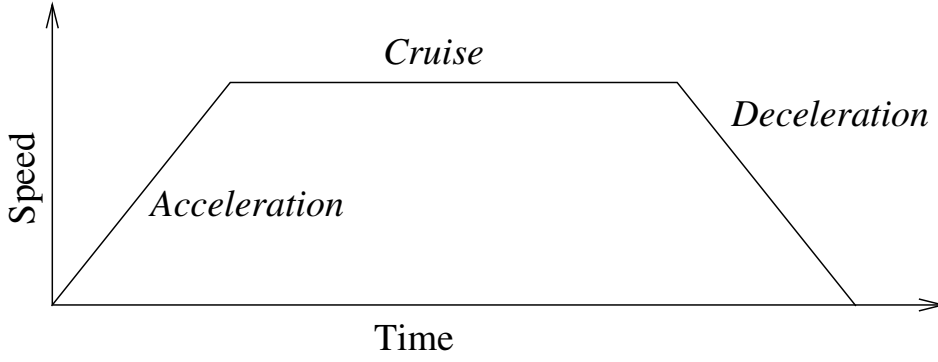 Cruise
Deceleration
Speed
Acceleration
Time